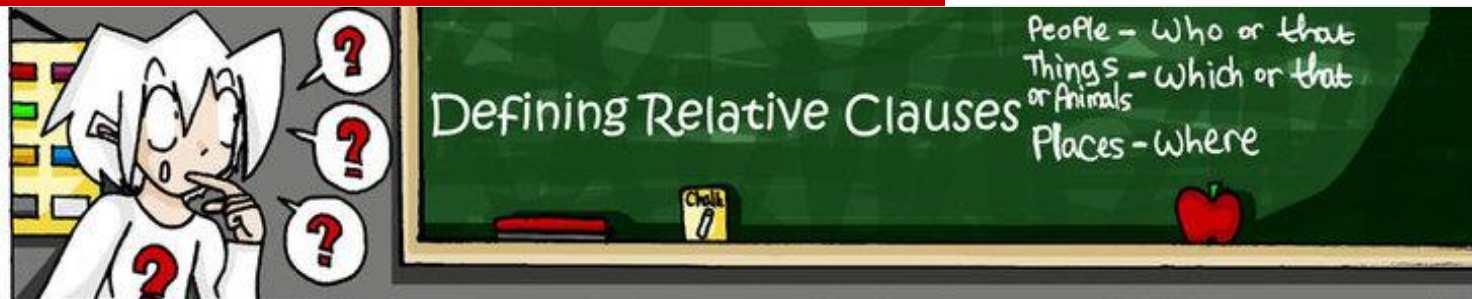 ?
?
?
?
Defining Relative Clauses
People - Who or that
Things - Which or that
or Animals
Places - Where
Chalk